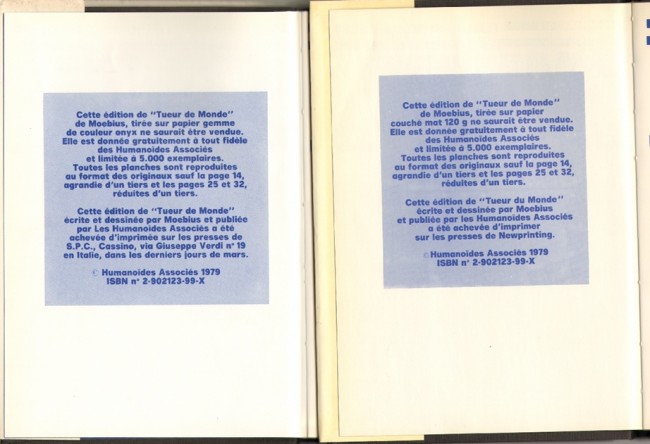 Cette édition de "Tueur de Monde"
de Moebius, tirée sur papier gemme
de couleur onyx ne saurait être vendue.
Elle est donnée gratuitement à tout fidèle
des Humanoïdes Associés
et limitée à 5.000 exemplaires.
Toutes les planches sont reproduites
au format des originaux sauf la page 14,
agrandie d'un tiers et les pages 25 et 32,
réduites d'un tiers.
Cette édition de "Tueur de Monde"
écrite et dessinée par Moebius et publiée
par Les Humanoïdes Associés a été
achevée d'imprimée sur les presses de
S.P.C., Cassino, via Giuseppe Verdi n° 19
en Italie, dans les derniers jours de mars.
© Humanoïdes Associés 1979
ISBN n° 2-902123-99-X
Cette édition de "Tueur de Monde"
de Moebius, tirée sur papier
couché mat 120 g ne saurait être vendue.
Elle est donnée gratuitement à tout fidèle
des Humanoïdes Associés
et limitée à 5.000 exemplaires.
Toutes les planches sont reproduites
au format des originaux sauf la page 14,
agrandie d'un tiers et les pages 25 et 32,
réduites d'un tiers.
Cette édition de "Tueur du Monde"
écrite et dessinée par Moebius
et publiée par les Humanoïdes Associés
a été achevée d'imprimer
sur les presses de Newprinting.
© Humanoïdes Associés 1979
ISBN n° 2-902123-99-X